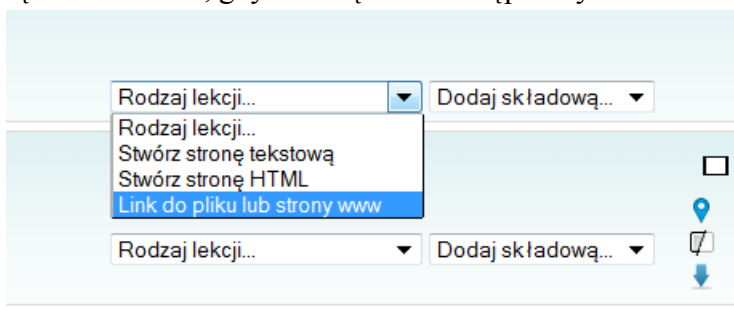 Rodzaj lekcji... Dodaj składową...
Rodzaj lekcji...
Stwórz stronę tekstową
Stwórz stronę HTML
Link do pliku lub strony www
Rodzaj lekcji... Dodaj składową...